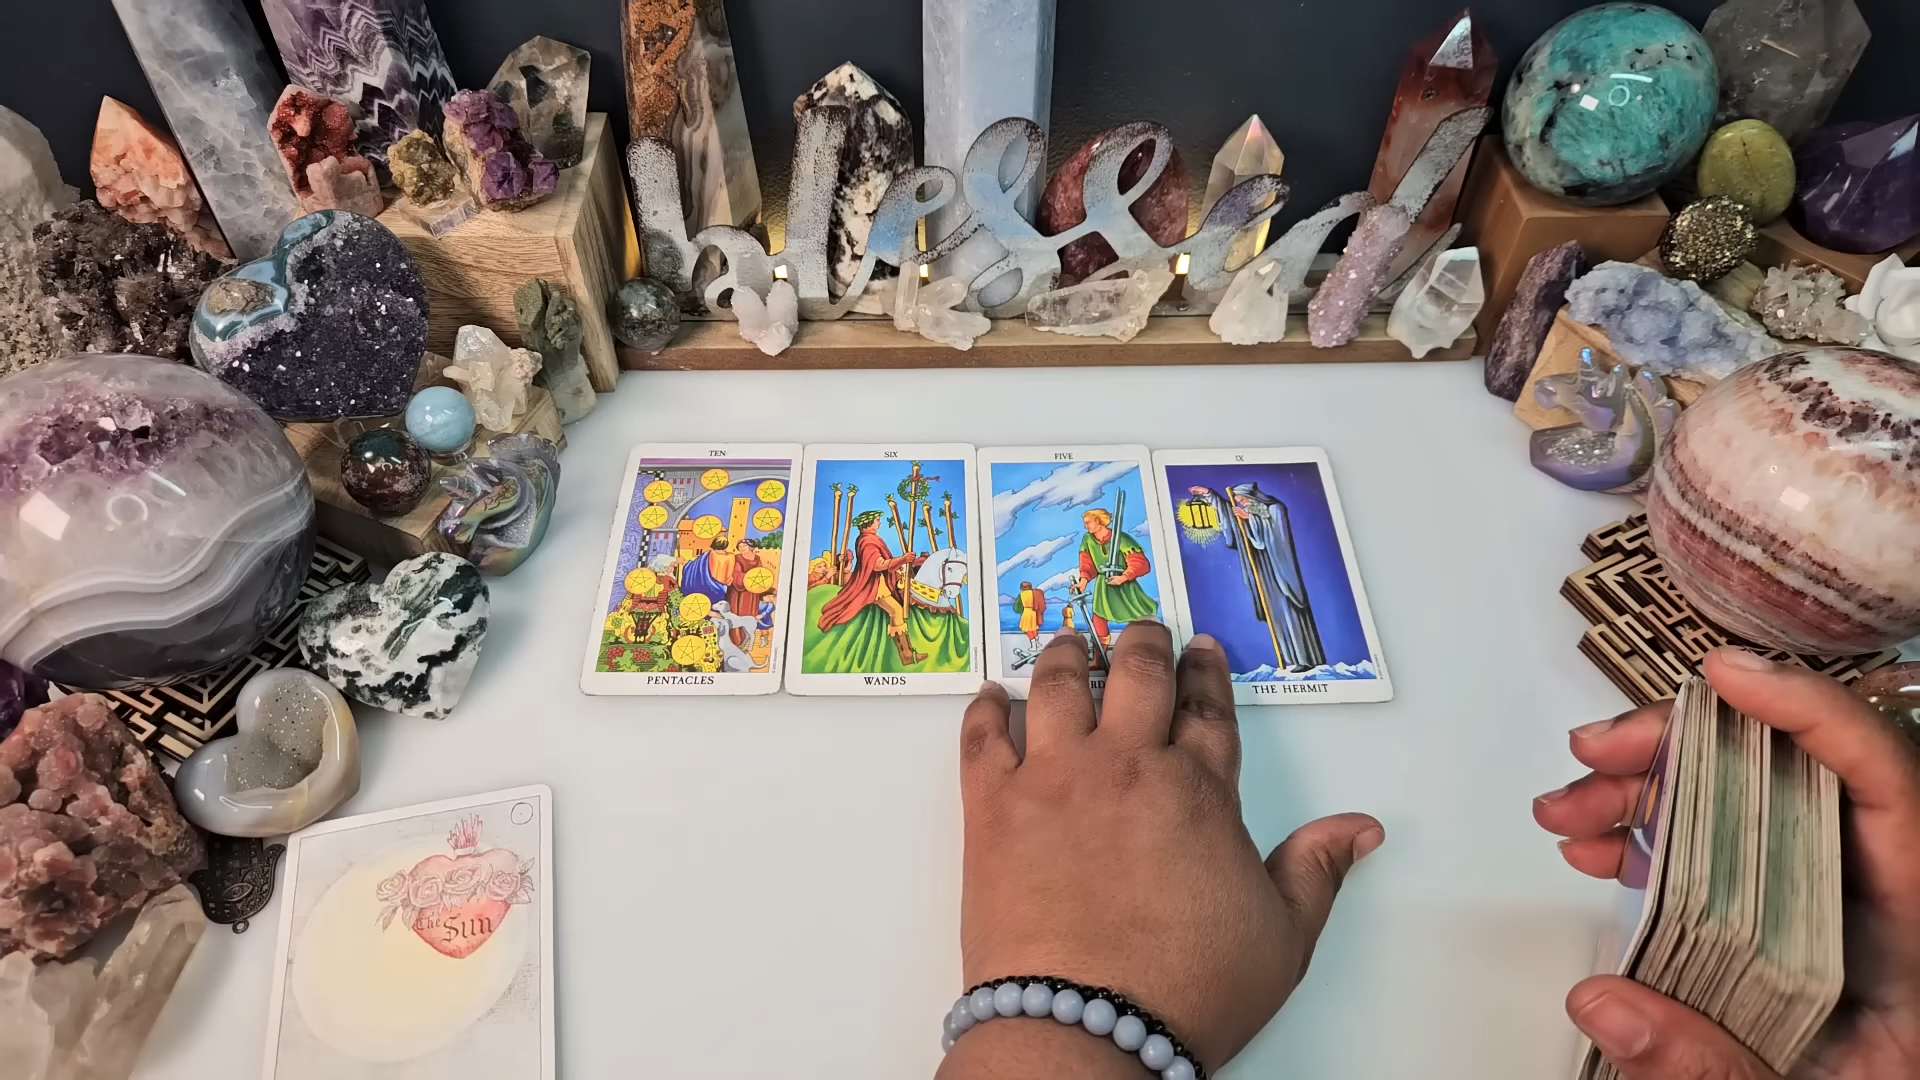 blessed
TEN
PENTACLES
SIX
WANDS
FIVE
IX
THE HERMIT
The Sun